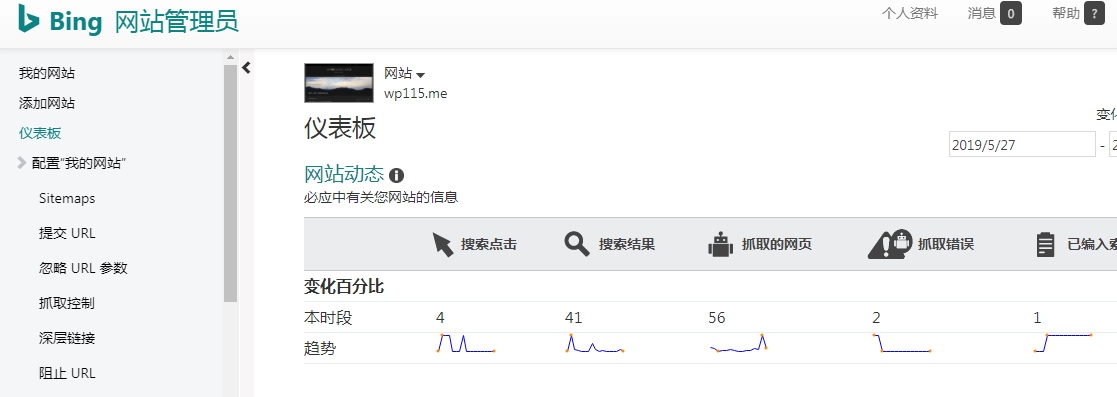 Bing 网站管理员
个人资料 消息 0 帮助 ?
我的网站
添加网站
仪表板
配置“我的网站”
Sitemaps
提交 URL
忽略 URL 参数
抓取控制
深层链接
阻止 URL
网站
wp115.me
仪表板
变化
2019/5/27 - 2
网站动态
必应中有关您网站的信息
搜索点击 搜索结果 抓取的网页 抓取错误 已编入索
变化百分比
本时段 4 41 56 2 1
趋势